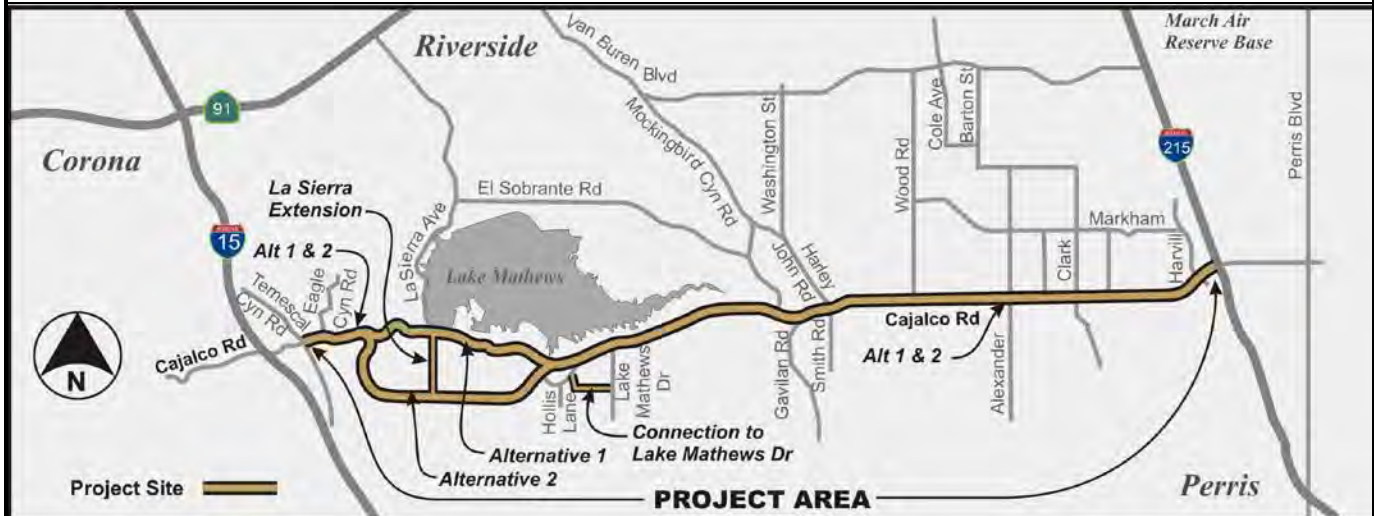 March Air
Reserve Base
Riverside
Van Buren Blvd
Cole Ave
Barton St
91
Mockingbird Cyn Rd
Washington St
215
Perris Blvd
Corona
La Sierra
Extension
El Sobrante Rd
Wood Rd
Markham
La Sierra Ave
Alt 1 & 2
15
Lake Mathews
John Rd
Harley
Clark
Harvill
Temescal
Cyn Rd
Eagle
Cyn Rd
Cajalco Rd
Cajalco Rd
Alt 1 & 2
N
Hollis
Lane
Lake
Mathews
Dr
Gavilan Rd
Smith Rd
Alexander
Connection to
Lake Mathews Dr
Alternative 1
Alternative 2
Project Site
PROJECT AREA
Perris